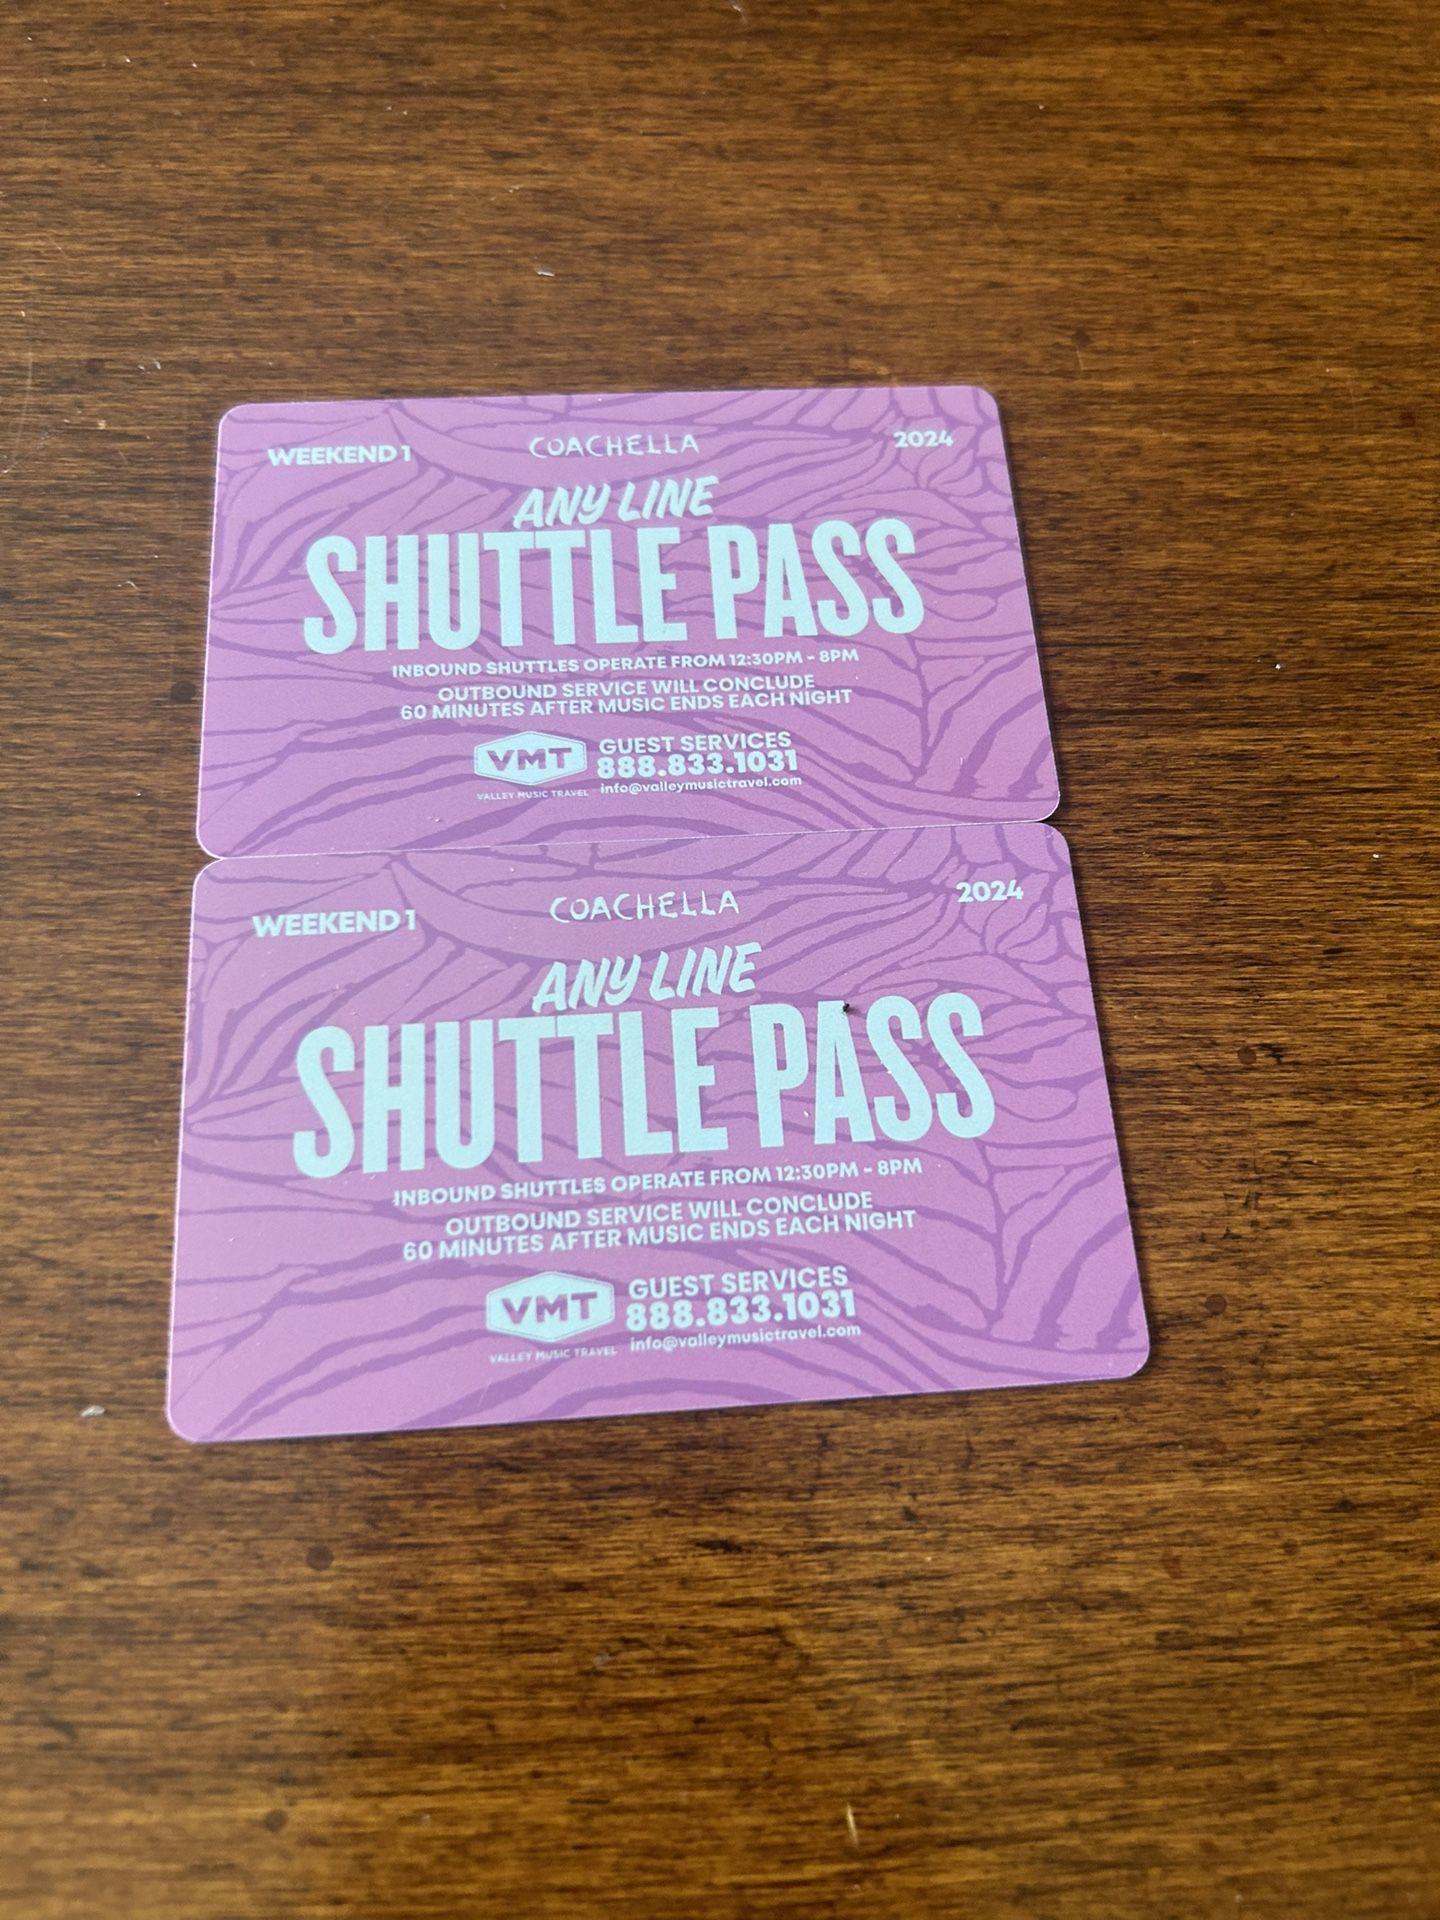 WEEKEND 1 COACHELLA 2024
ANY LINE
SHUTTLE PASS
INBOUND SHUTTLES OPERATE FROM 12:30PM - 8PM
OUTBOUND SERVICE WILL CONCLUDE
60 MINUTES AFTER MUSIC ENDS EACH NIGHT
VMT
VALLEY MUSIC TRAVEL
GUEST SERVICES
888.833.1031
info@valleymusictravel.com
WEEKEND 1 COACHELLA 2024
ANY LINE
SHUTTLE PASS
INBOUND SHUTTLES OPERATE FROM 12:30PM - 8PM
OUTBOUND SERVICE WILL CONCLUDE
60 MINUTES AFTER MUSIC ENDS EACH NIGHT
VMT
VALLEY MUSIC TRAVEL
GUEST SERVICES
888.833.1031
info@valleymusictravel.com